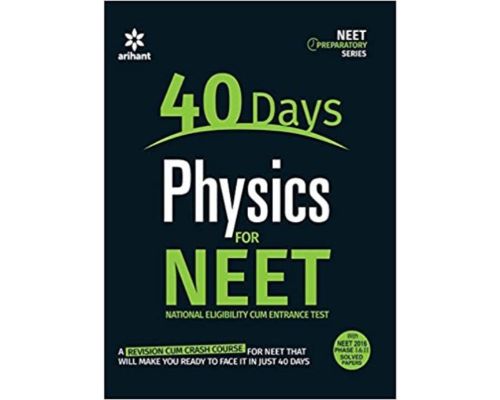 arihant
NEET
PREPARATORY
SERIES
40 Days
Physics
FOR
NEET
NATIONAL ELIGIBILITY CUM ENTRANCE TEST
A REVISION CUM CRASH COURSE FOR NEET THAT
WILL MAKE YOU READY TO FACE IT IN JUST 40 DAYS
With
NEET 2016
PHASE I & II
SOLVED
PAPERS